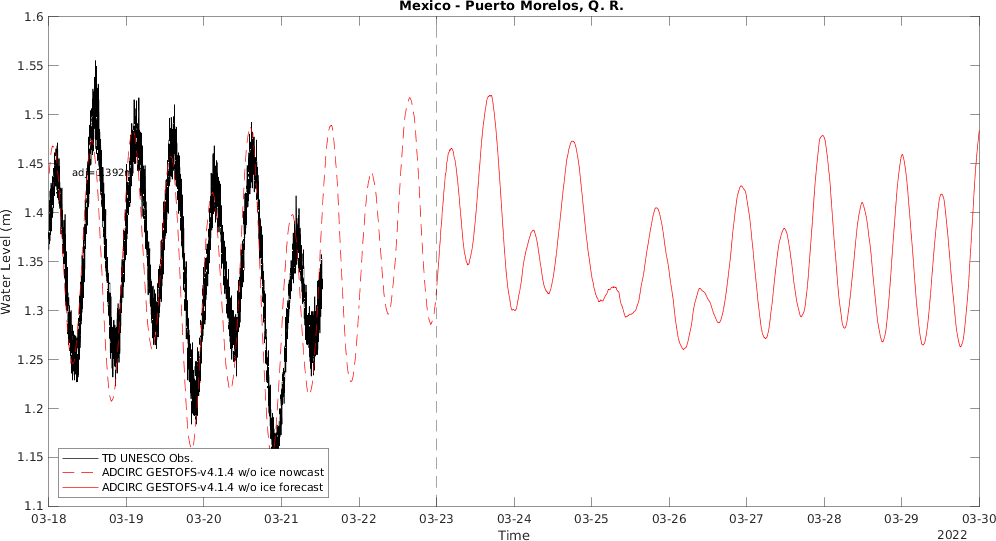 Mexico - Puerto Morelos, Q. R.
Water Level (m)
1.6
1.55
1.5
1.45
1.4
1.35
1.3
1.25
1.2
1.15
1.1
TD UNESCO Obs.
ADCIRC GESTOFS-v4.1.4 w/o ice nowcast
ADCIRC GESTOFS-v4.1.4 w/o ice forecast
03-18 03-19 03-20 03-21 03-22 03-23 03-24 03-25 03-26 03-27 03-28 03-29 03-30
Time
2022